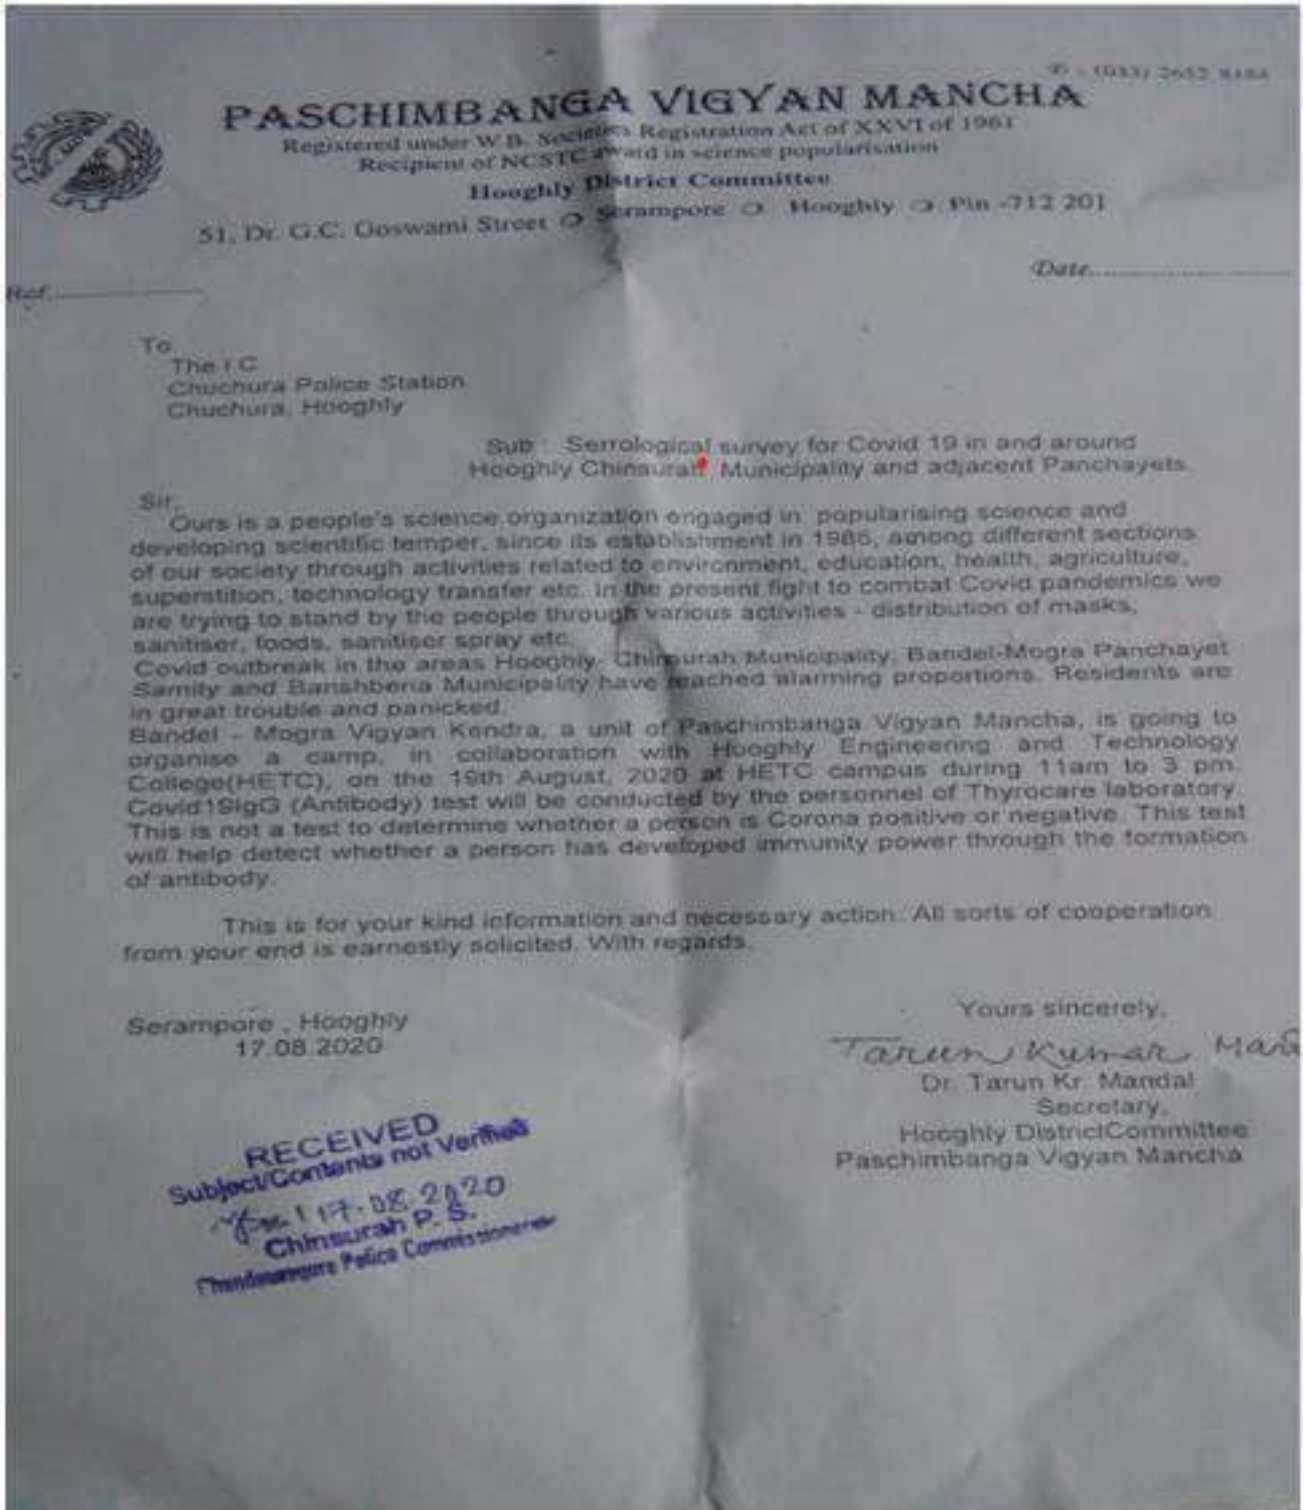 ✆ - (033) 2652
PASCHIMBANGA VIGYAN MANCHA
Registered under W.B. Societies Registration Act of XXVI of 1961
Recipient of NCSTC award in science popularisation
Hooghly District Committee
51, Dr. G.C. Goswami Street ❍ Serampore ❍ Hooghly ❍ Pin -712 201
Date
Ref
To
The I C
Chuchura Police Station
Chuchura, Hooghly
Sub : Serrological survey for Covid 19 in and around
Hooghly Chinsurah Municipality and adjacent Panchayets
Sir,
Ours is a people's science organization engaged in popularising science and
developing scientific temper, since its establishment in 1986, among different sections
of our society through activities related to environment, education, health, agriculture,
superstition, technology transfer etc. In the present fight to combat Covid pandemics we
are trying to stand by the people through various activities - distribution of masks,
sanitiser, foods, sanitiser spray etc.
Covid outbreak in the areas Hooghly- Chinsurah Municipality, Bandel-Mogra Panchayet
Samity and Banshberia Municipality have reached alarming proportions. Residents are
in great trouble and panicked.
Bandel - Mogra Vigyan Kendra, a unit of Paschimbanga Vigyan Mancha, is going to
organise a camp, in collaboration with Hooghly Engineering and Technology
College(HETC), on the 19th August, 2020 at HETC campus during 11am to 3 pm.
Covid19IgG (Antibody) test will be conducted by the personnel of Thyrocare laboratory.
This is not a test to determine whether a person is Corona positive or negative. This test
will help detect whether a person has developed immunity power through the formation
of antibody.
This is for your kind information and necessary action. All sorts of cooperation
from your end is earnestly solicited. With regards.
Serampore , Hooghly
17.08.2020
Yours sincerely,
Tarun Kumar Mand
Dr. Tarun Kr. Mandal
Secretary,
Hooghly DistrictCommittee
Paschimbanga Vigyan Mancha
RECEIVED
Subject/Contents not Verified
17.08.2020
Chinsurah P. S.
Chandannagore Police Commissionerate